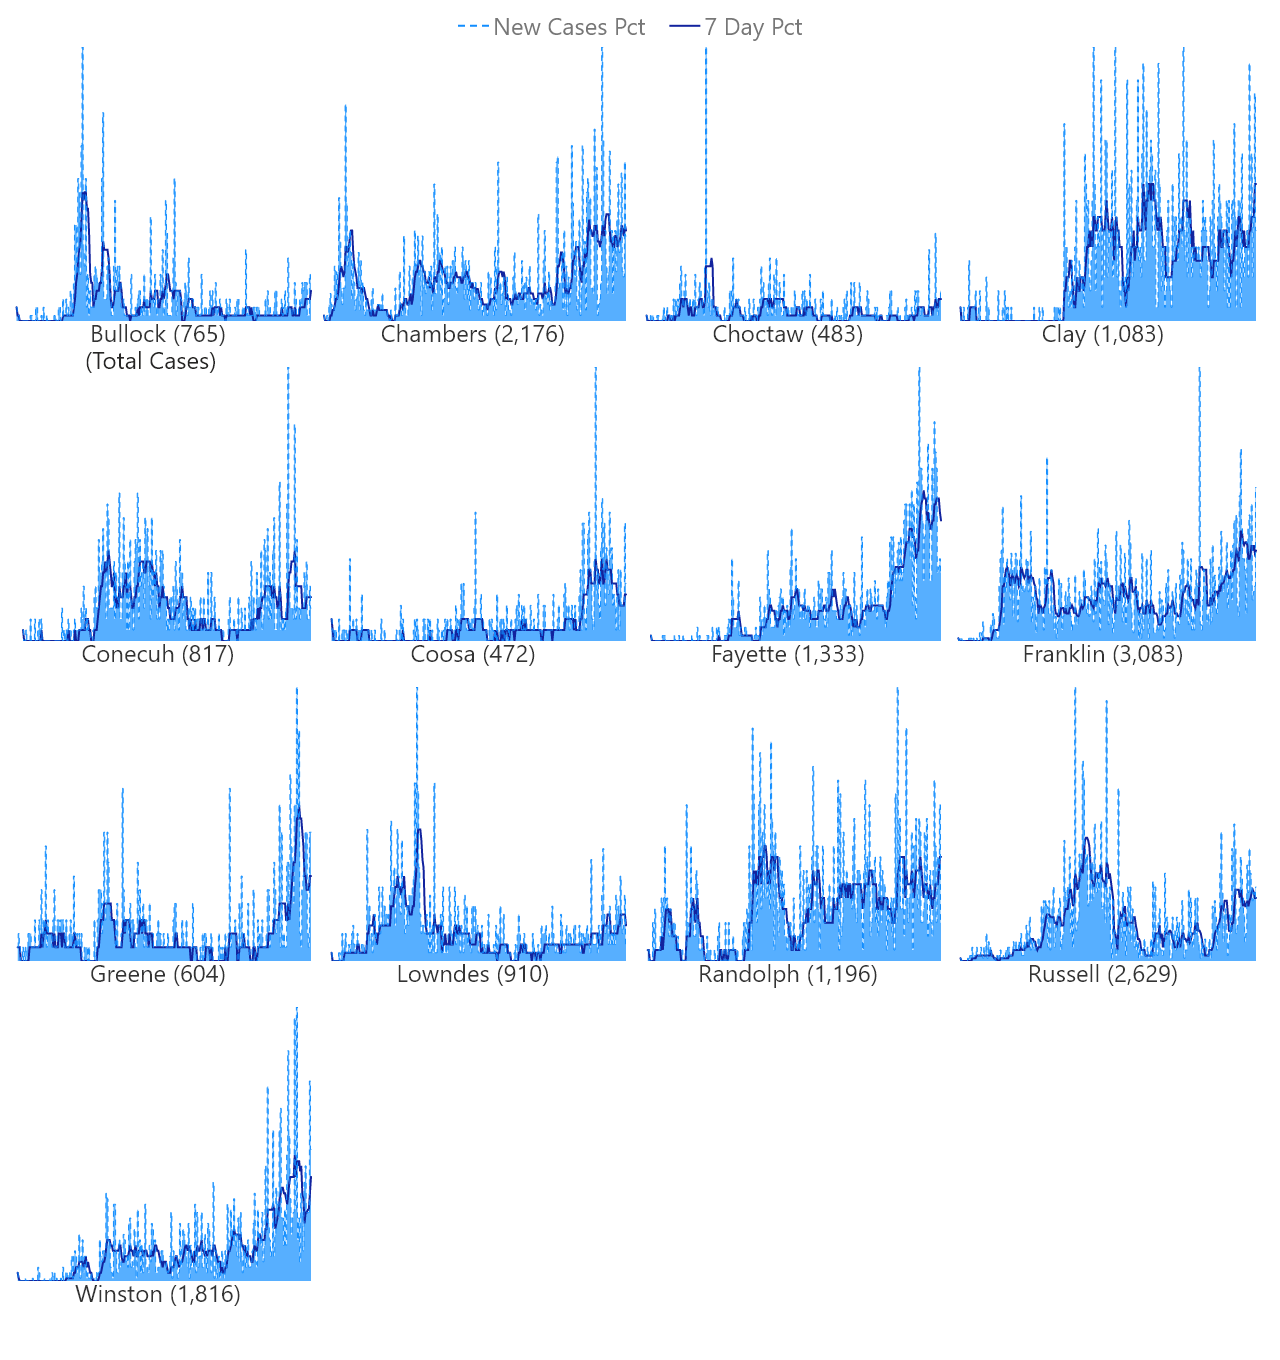 New Cases Pct 7 Day Pct
Bullock (765) Chambers (2,176) Choctaw (483) Clay (1,083)
(Total Cases)
Conecuh (817) Coosa (472) Fayette (1,333) Franklin (3,083)
Greene (604) Lowndes (910) Randolph (1,196) Russell (2,629)
Winston (1,816)